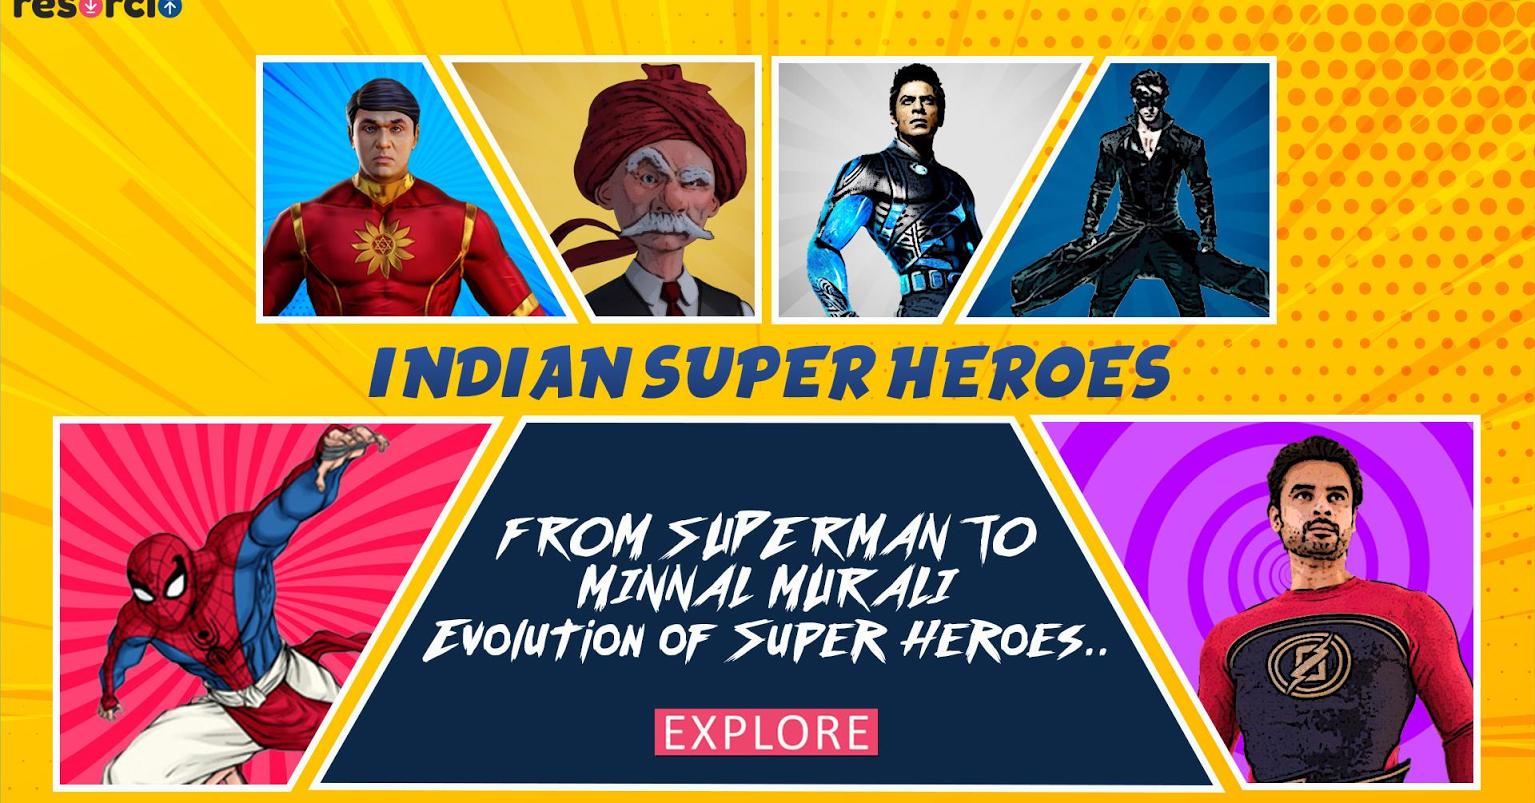 resorcio
INDIAN SUPER HEROES
FROM SUPERMAN TO
MINNAL MURALI
EVOLUTION OF SUPER HEROES..
EXPLORE